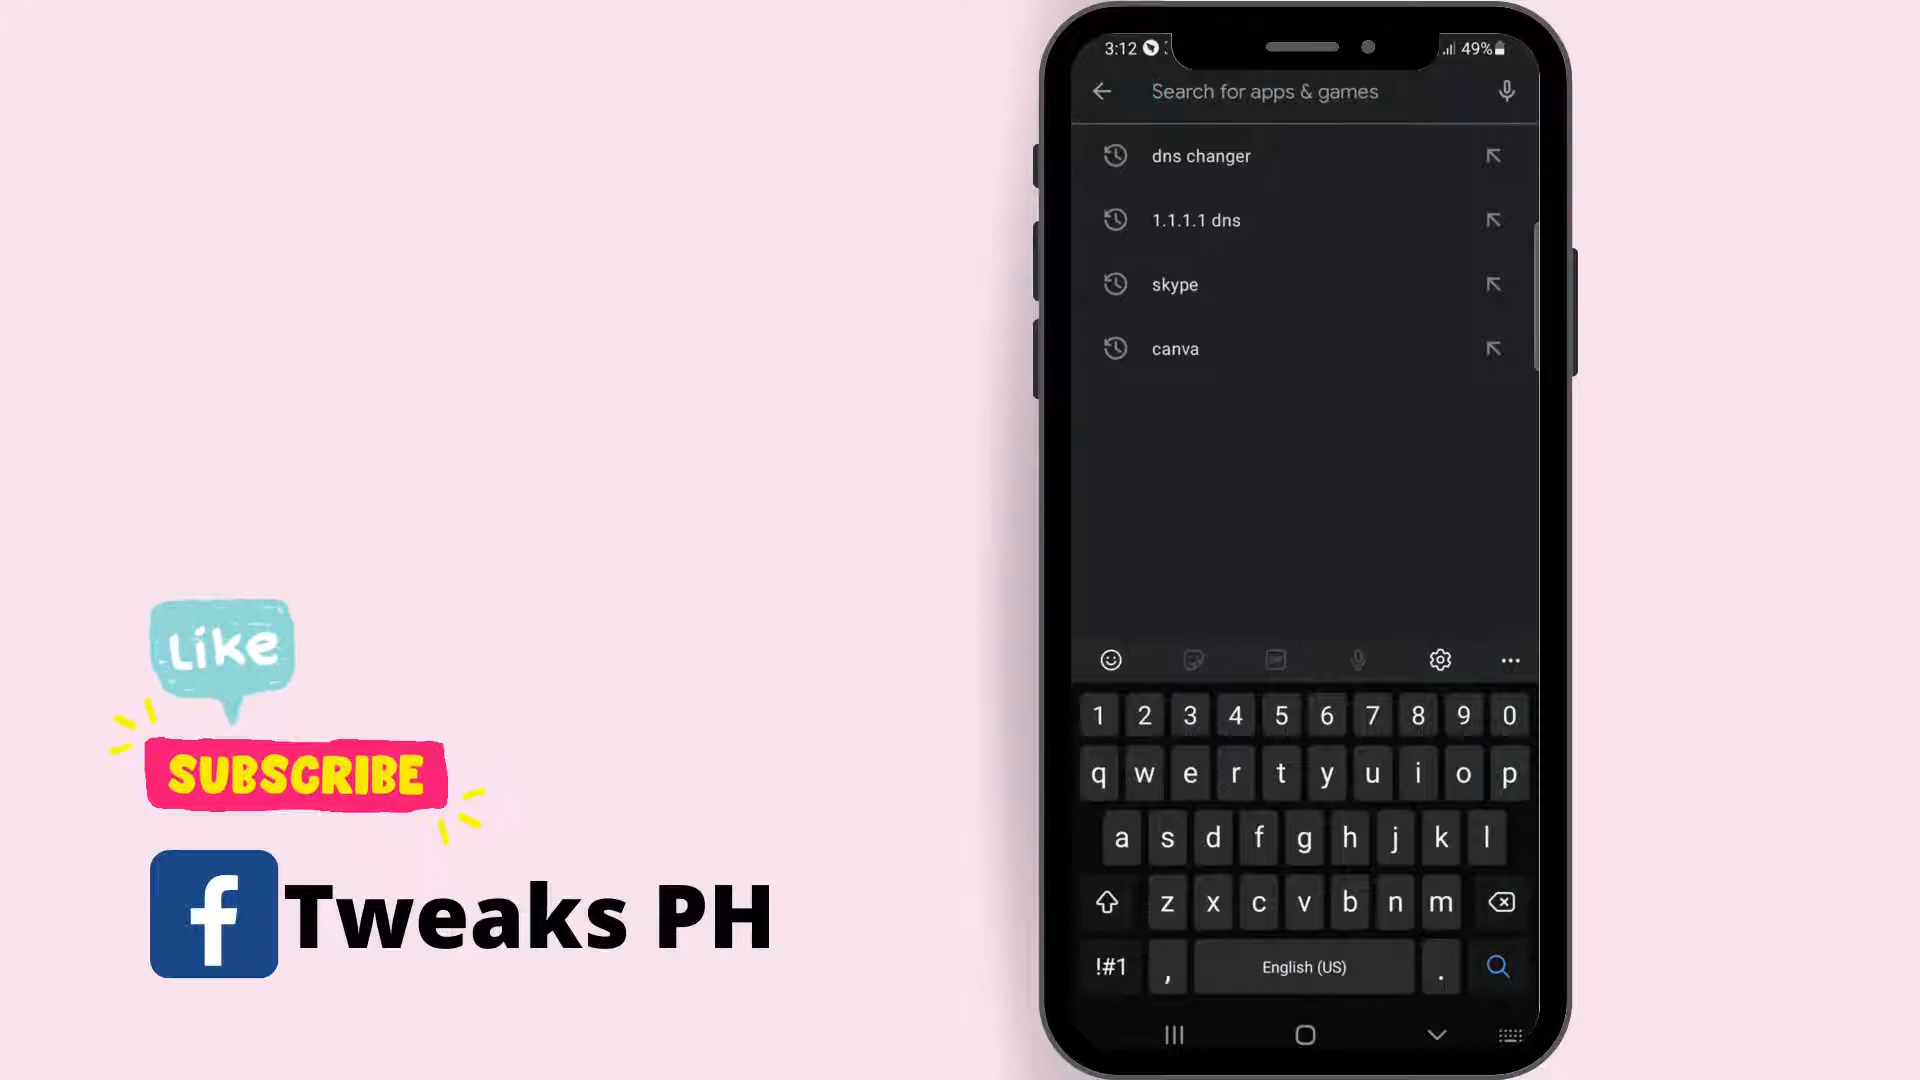 3:12
49%
Search for apps & games
dns changer
1.1.1.1 dns
skype
canva
1 2 3 4 5 6 7 8 9 0
q w e r t y u i o p
a s d f g h j k l
z x c v b n m
!#1 , English (US) .
Like
SUBSCRIBE
f Tweaks PH